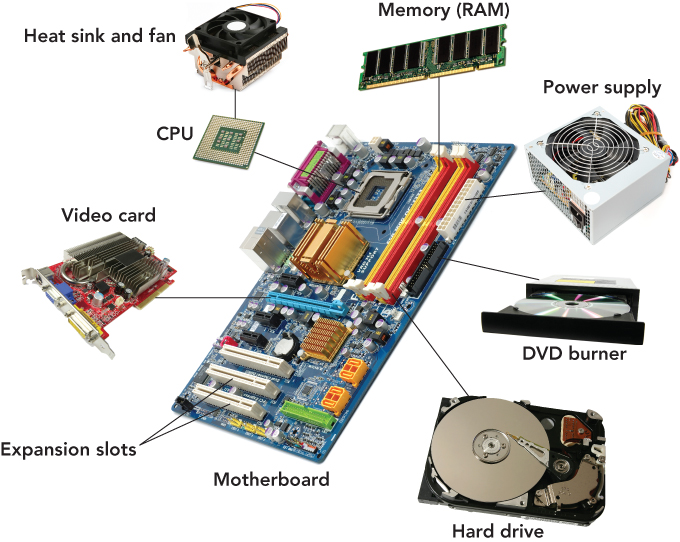 Memory (RAM)
Heat sink and fan
Power supply
CPU
Video card
DVD burner
Expansion slots
Motherboard
Hard drive